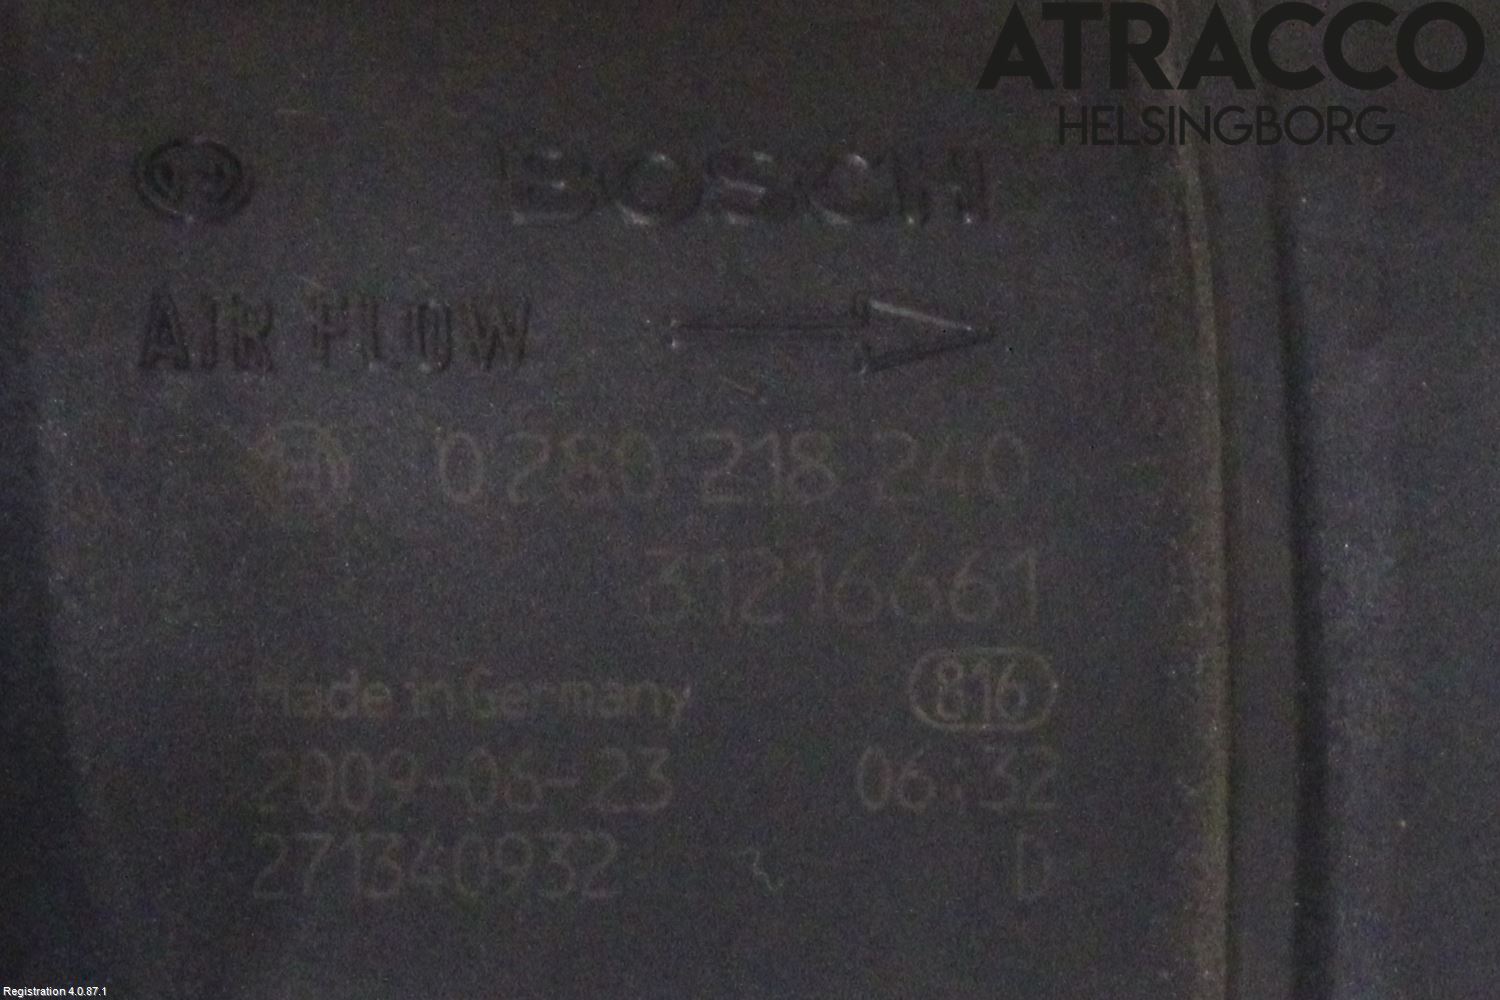 ATRACCO
HELSINGBORG
BOSCH
AIR FLOW
0 280 218 240
31216661
Made in Germany 816
2009-06-23 06:32
271340932 D
Registration 4.0.87.1